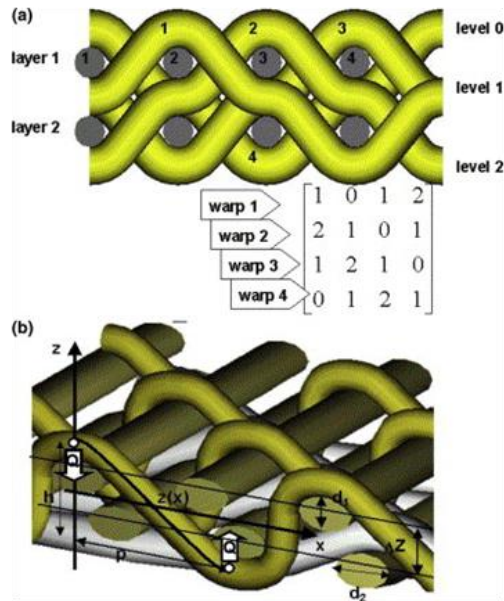 (a)
1 2 3 level 0
layer 1 1 2 3 4
level 1
layer 2
4 level 2
warp 1 1 0 1 2
warp 2 2 1 0 1
warp 3 1 2 1 0
warp 4 0 1 2 1
(b)
z
Q
d₁
h z(x)
x
p Q ΔZ
d₂